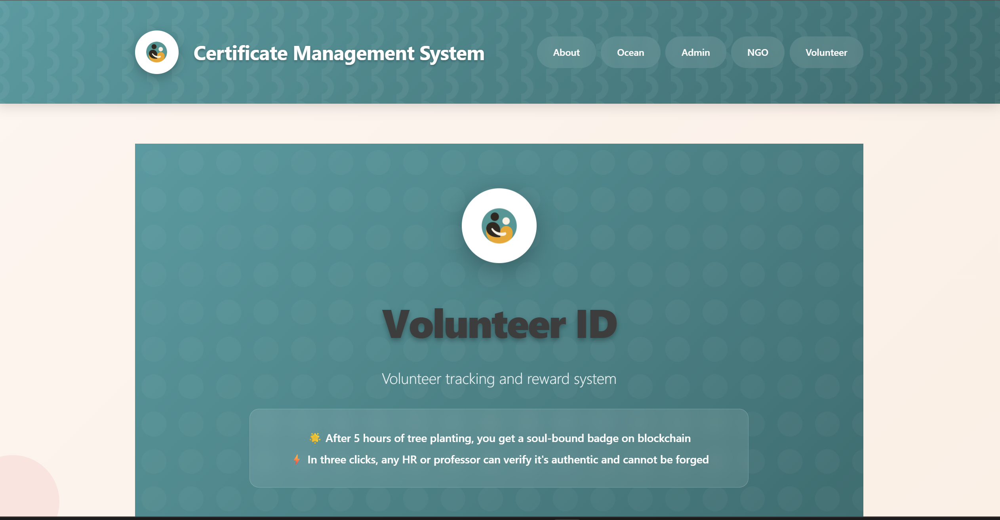 Certificate Management System
About
Ocean
Admin
NGO
Volunteer
Volunteer ID
Volunteer tracking and reward system
🌟 After 5 hours of tree planting, you get a soul-bound badge on blockchain
⚡ In three clicks, any HR or professor can verify it's authentic and cannot be forged